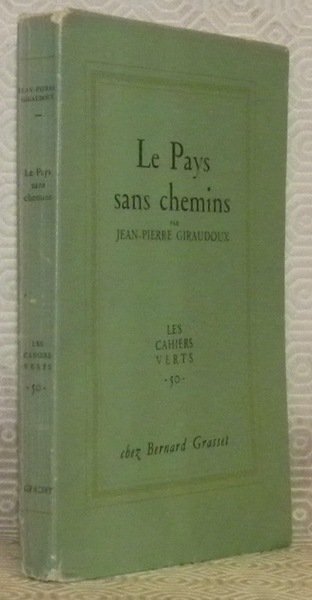 JEAN-PIERRE
GIRAUDOUX
Le Pays
sans
chemins
LES
CAHIERS
VERTS
-50-
GRASSET
Le Pays
sans chemins
PAR
JEAN-PIERRE GIRAUDOUX
LES
CAHIERS
VERTS
-50-
chez Bernard Grasset